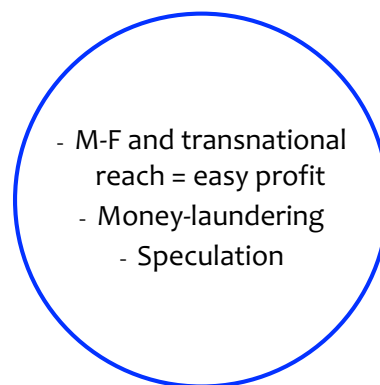 - M-F and transnational
reach = easy profit
- Money-laundering
- Speculation